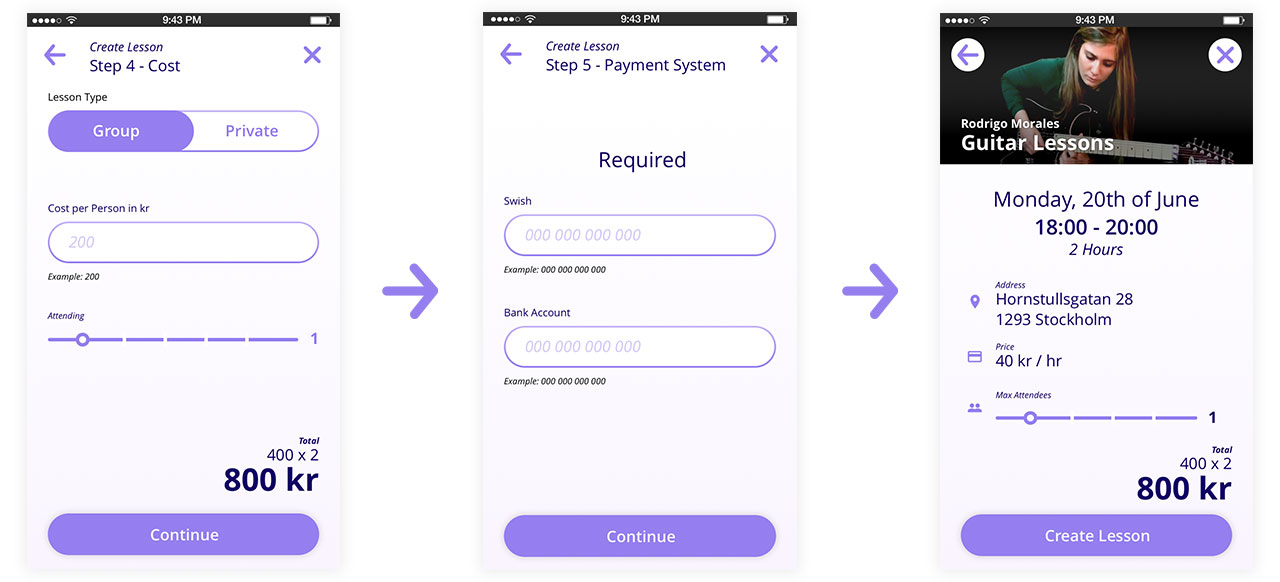 9:43 PM
Create Lesson
Step 4 - Cost
Lesson Type
Group
Private
Cost per Person in kr
200
Example: 200
Attending
1
Total
400 x 2
800 kr
Continue
9:43 PM
Create Lesson
Step 5 - Payment System
Required
Swish
000 000 000 000
Example: 000 000 000 000
Bank Account
000 000 000 000
Example: 000 000 000 000
Continue
9:43 PM
Rodrigo Morales
Guitar Lessons
Monday, 20th of June
18:00 - 20:00
2 Hours
Address
Hornstullsgatan 28
1293 Stockholm
Price
40 kr / hr
Max Attendees
1
Total
400 x 2
800 kr
Create Lesson